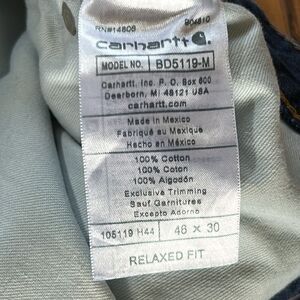 RN#14806 904810
carhartt
MODEL NO. BD5119-M
Carhartt, Inc. P. O. Box 600
Dearborn, MI 48121 USA
carhartt.com
Made in Mexico
Fabriqué au Mexique
Hecho en México
100% Cotton
100% Coton
100% Algodón
Exclusive Trimming
Sauf Garnitures
Excepto Adorno
105119 H44 46 x 30
RELAXED FIT